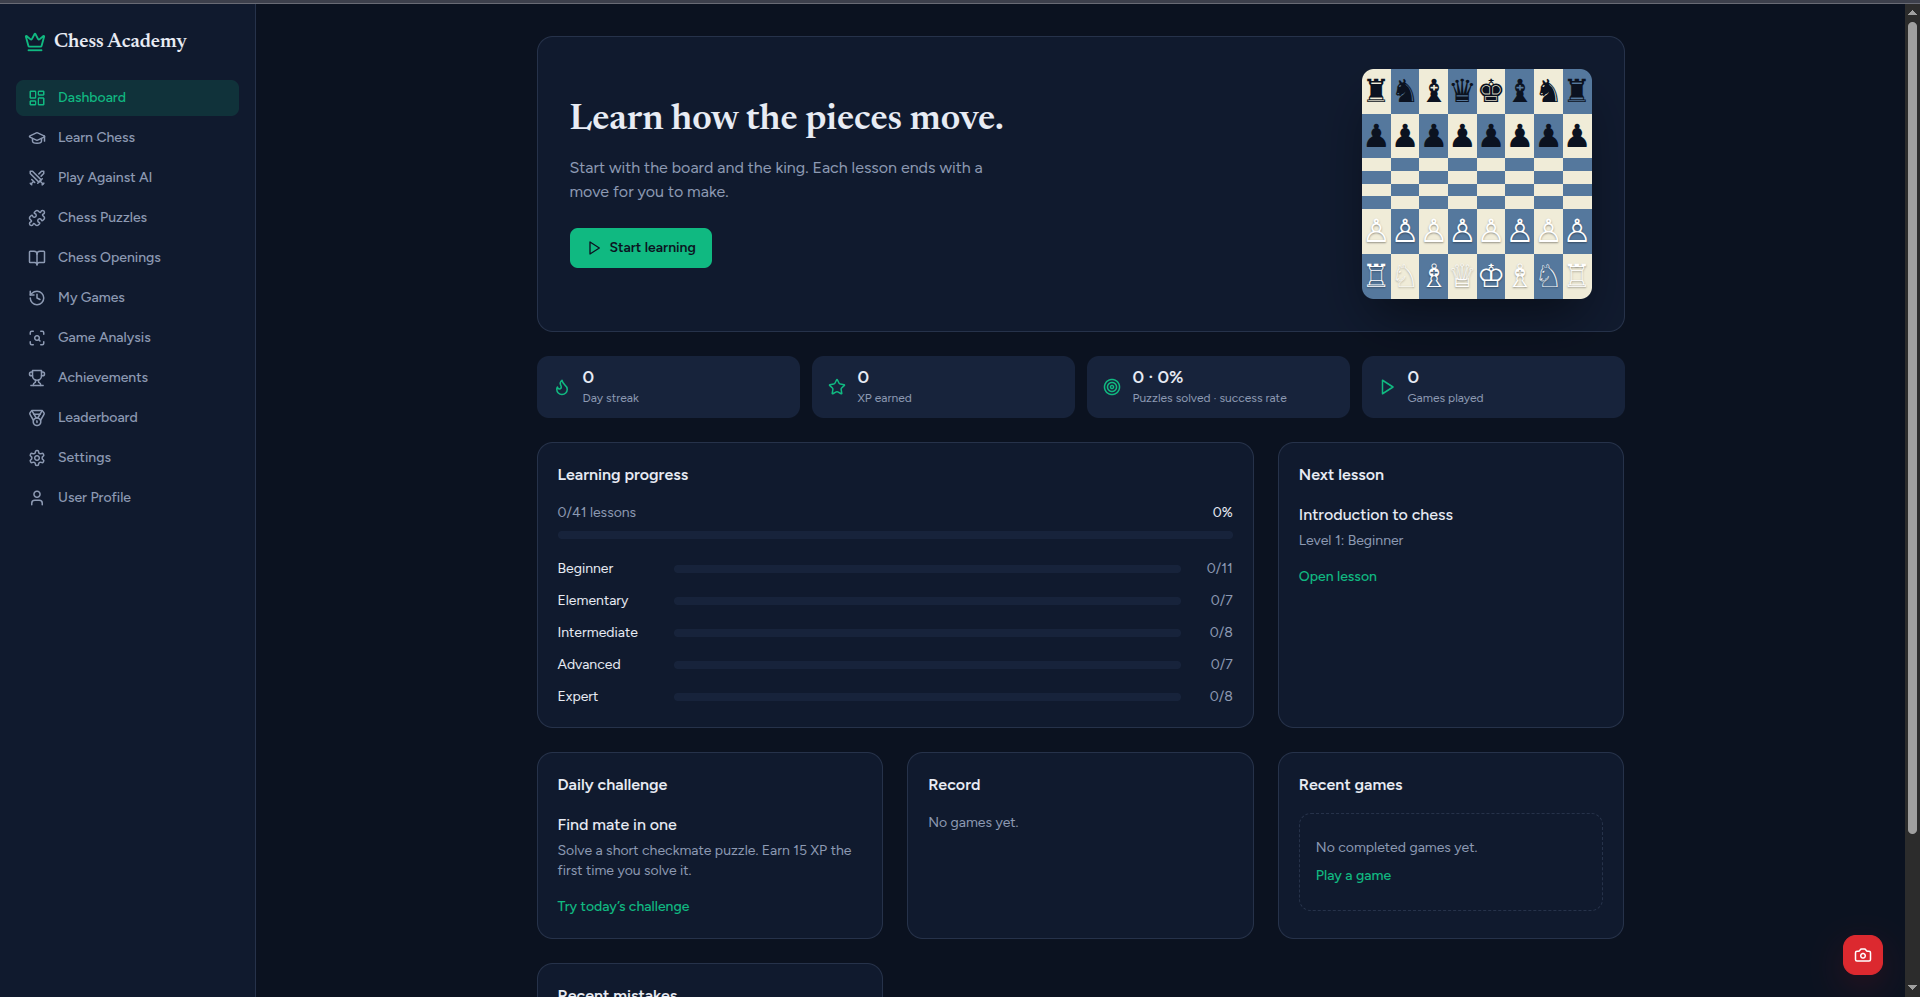 Chess Academy
Dashboard
Learn Chess
Play Against AI
Chess Puzzles
Chess Openings
My Games
Game Analysis
Achievements
Leaderboard
Settings
User Profile
Learn how the pieces move.
Start with the board and the king. Each lesson ends with a
move for you to make.
Start learning
0
Day streak
0
XP earned
0 · 0%
Puzzles solved · success rate
0
Games played
Learning progress
0/41 lessons
0%
Beginner
0/11
Elementary
0/7
Intermediate
0/8
Advanced
0/7
Expert
0/8
Next lesson
Introduction to chess
Level 1: Beginner
Open lesson
Daily challenge
Find mate in one
Solve a short checkmate puzzle. Earn 15 XP the
first time you solve it.
Try today's challenge
Record
No games yet.
Recent games
No completed games yet.
Play a game
Recent mistakes